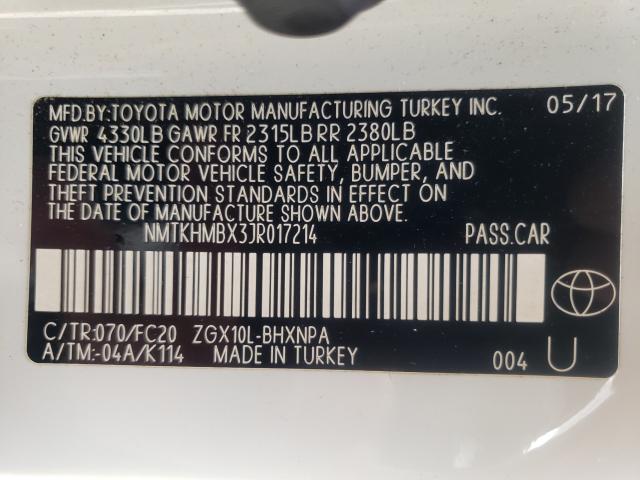 MFD.BY:TOYOTA MOTOR MANUFACTURING TURKEY INC. 05/17
GVWR 4330LB GAWR FR 2315LB RR 2380LB
THIS VEHICLE CONFORMS TO ALL APPLICABLE
FEDERAL MOTOR VEHICLE SAFETY, BUMPER, AND
THEFT PREVENTION STANDARDS IN EFFECT ON
THE DATE OF MANUFACTURE SHOWN ABOVE.
NMTKHMBX3JR017214 PASS.CAR
C/TR:070/FC20 ZGX10L-BHXNPA
A/TM:-04A/K114 MADE IN TURKEY 004 U